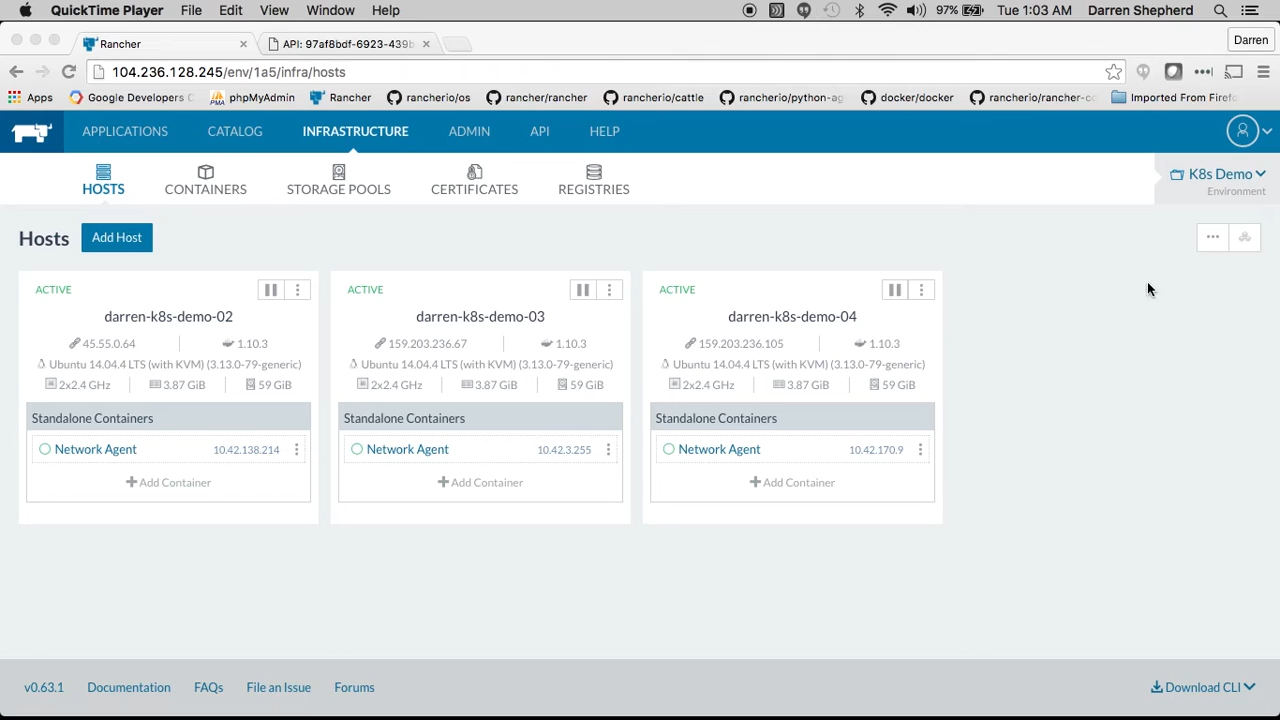 QuickTime Player File Edit View Window Help 97% Tue 1:03 AM Darren Shepherd
Rancher × API: 97af8bdf-6923-439b × Darren
104.236.128.245/env/1a5/infra/hosts
Apps Google Developers C phpMyAdmin Rancher rancherio/os rancher/rancher rancherio/cattle rancherio/python-ag docker/docker rancherio/rancher-co Imported From Firef
APPLICATIONS CATALOG INFRASTRUCTURE ADMIN API HELP
HOSTS CONTAINERS STORAGE POOLS CERTIFICATES REGISTRIES K8s Demo
Environment
Hosts Add Host
ACTIVE ACTIVE ACTIVE
darren-k8s-demo-02 darren-k8s-demo-03 darren-k8s-demo-04
45.55.0.64 1.10.3 159.203.236.67 1.10.3 159.203.236.105 1.10.3
Ubuntu 14.04.4 LTS (with KVM) (3.13.0-79-generic) Ubuntu 14.04.4 LTS (with KVM) (3.13.0-79-generic) Ubuntu 14.04.4 LTS (with KVM) (3.13.0-79-generic)
2x2.4 GHz 3.87 GiB 59 GiB 2x2.4 GHz 3.87 GiB 59 GiB 2x2.4 GHz 3.87 GiB 59 GiB
Standalone Containers Standalone Containers Standalone Containers
Network Agent 10.42.138.214 Network Agent 10.42.3.255 Network Agent 10.42.170.9
+ Add Container + Add Container + Add Container
v0.63.1 Documentation FAQs File an Issue Forums Download CLI